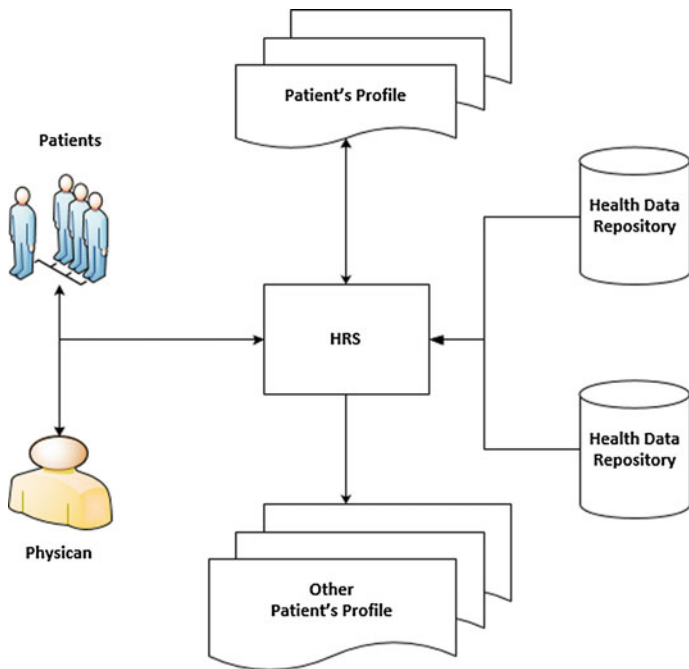 Patient's Profile
Patients
Health Data
Repository
HRS
Health Data
Repository
Physican
Other
Patient's Profile